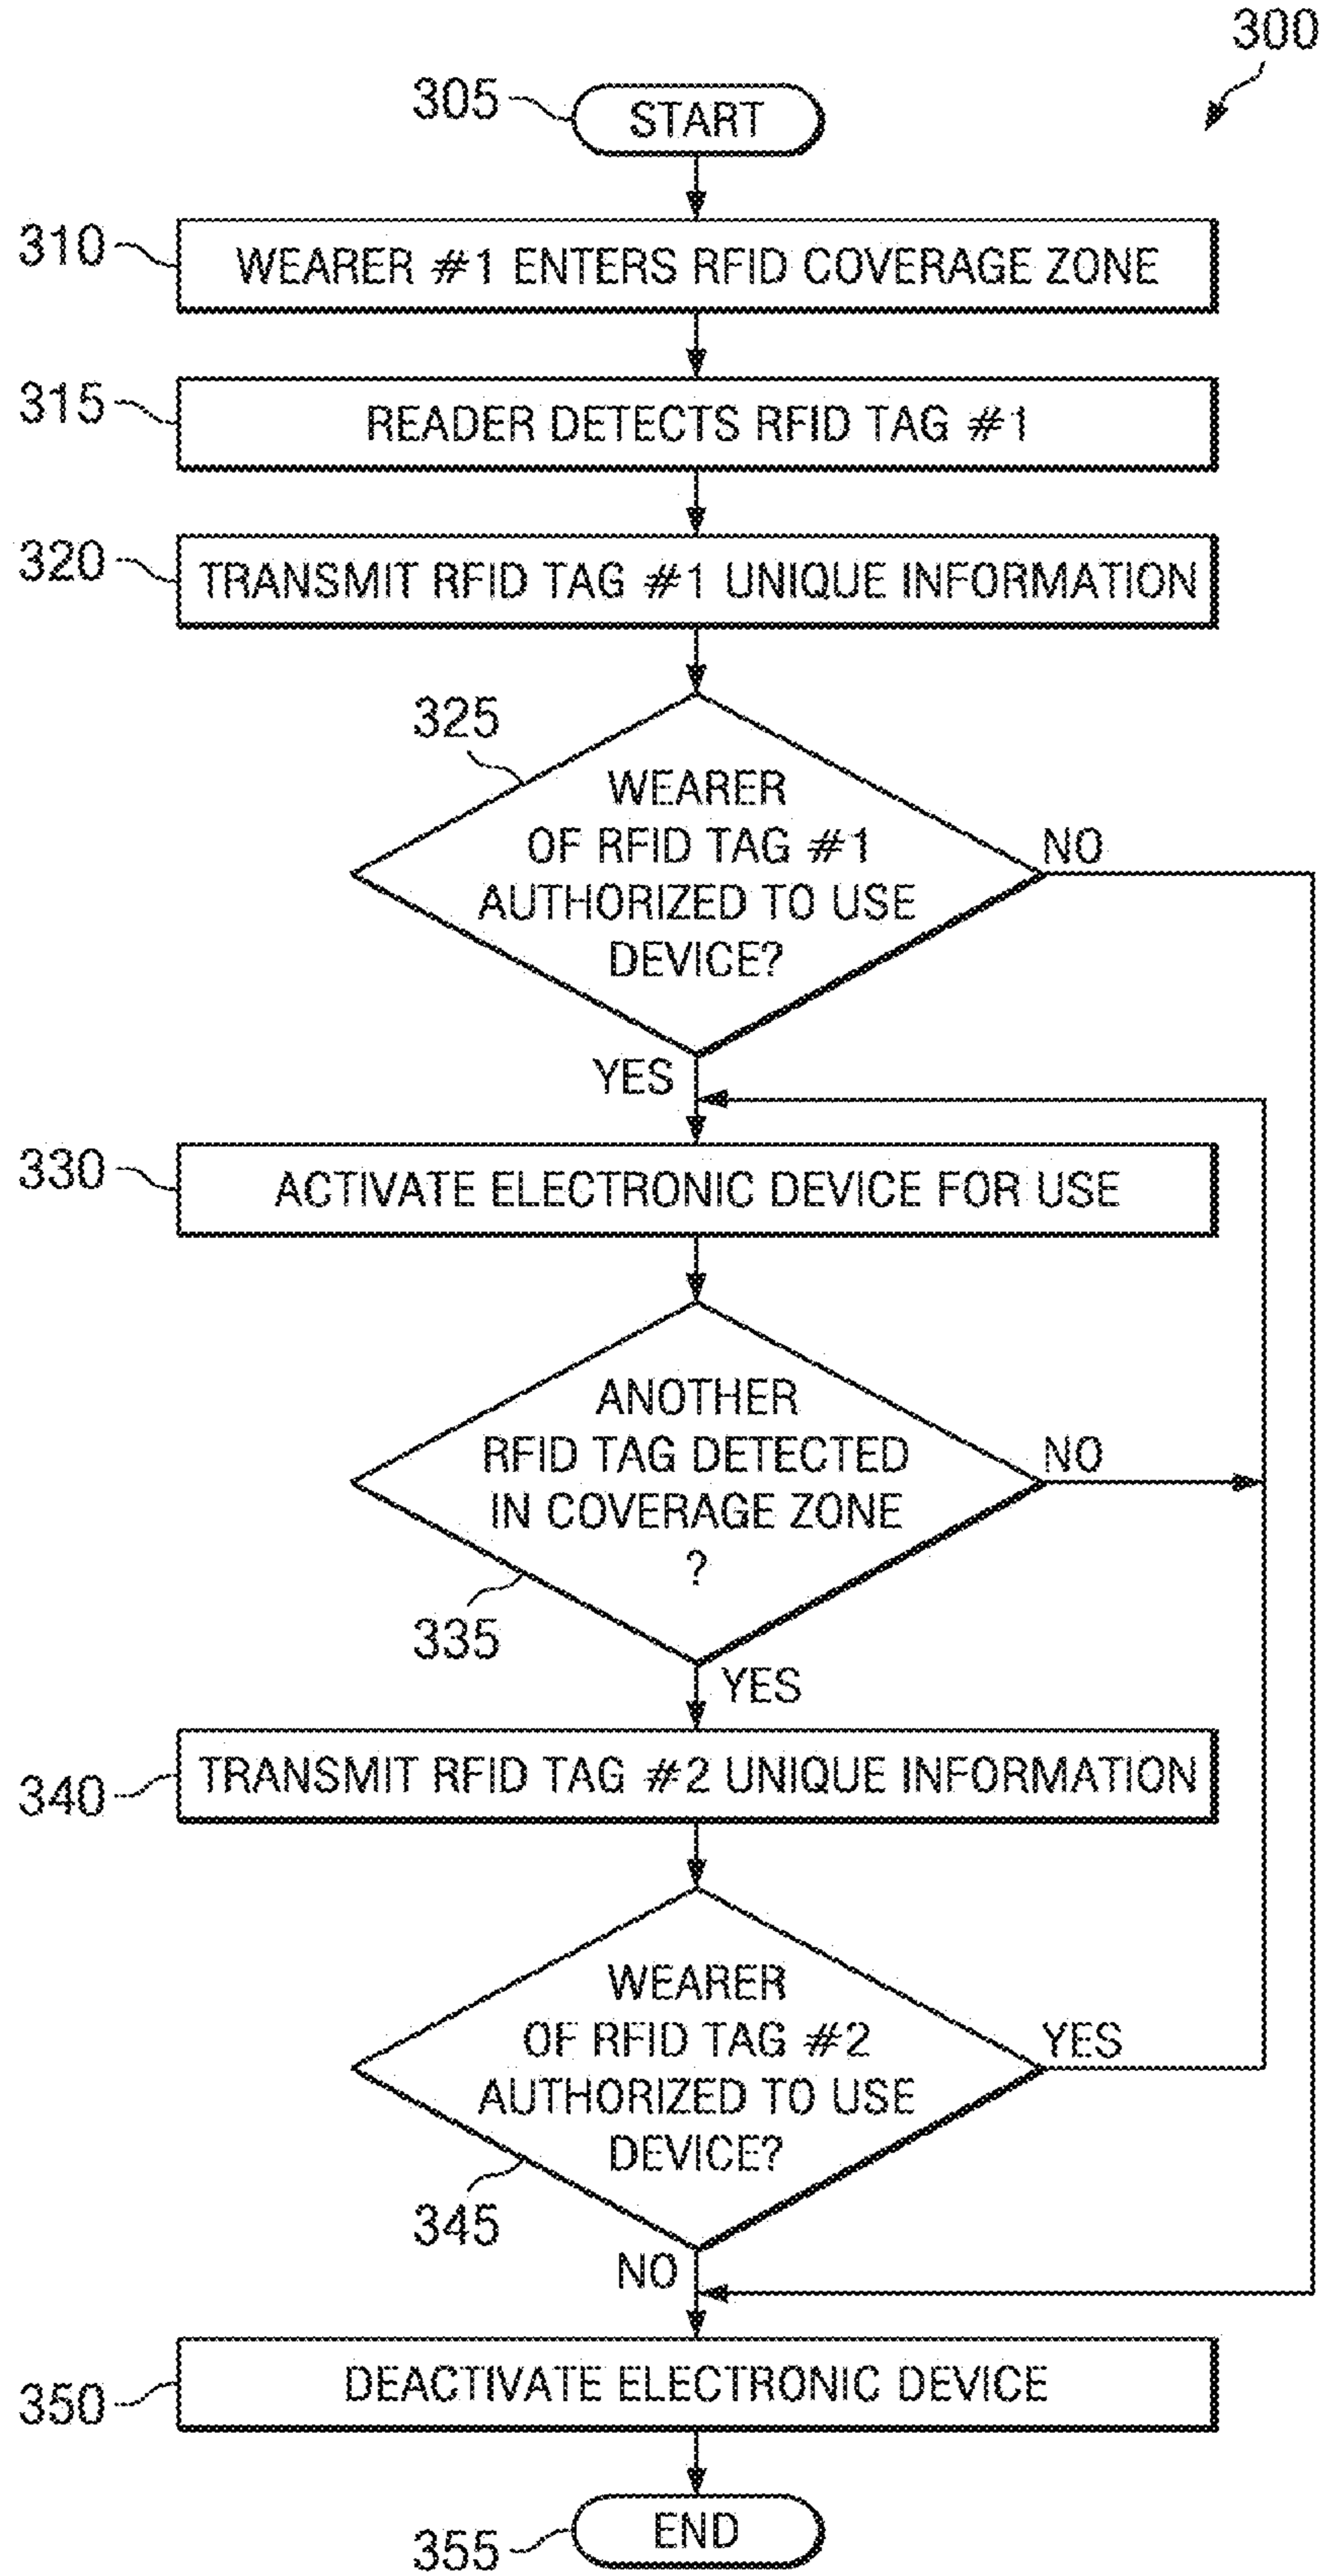 300
305
START
310
WEARER #1 ENTERS RFID COVERAGE ZONE
315
READER DETECTS RFID TAG #1
320
TRANSMIT RFID TAG #1 UNIQUE INFORMATION
325
WEARER
OF RFID TAG #1
AUTHORIZED TO USE
DEVICE?
NO
YES
330
ACTIVATE ELECTRONIC DEVICE FOR USE
ANOTHER
RFID TAG DETECTED
IN COVERAGE ZONE
?
NO
335
YES
340
TRANSMIT RFID TAG #2 UNIQUE INFORMATION
WEARER
OF RFID TAG #2
AUTHORIZED TO USE
DEVICE?
YES
345
NO
350
DEACTIVATE ELECTRONIC DEVICE
355
END